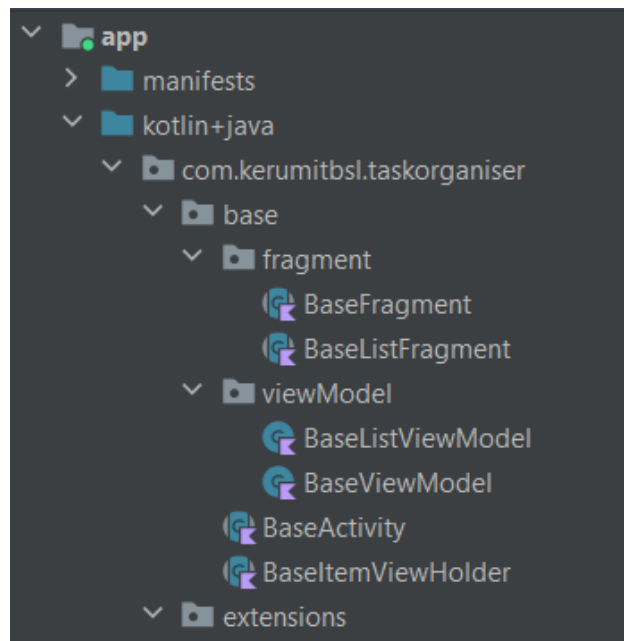 app
manifests
kotlin+java
com.kerumitbsl.taskorganiser
base
fragment
BaseFragment
BaseListFragment
viewModel
BaseListViewModel
BaseViewModel
BaseActivity
BaseItemViewHolder
extensions